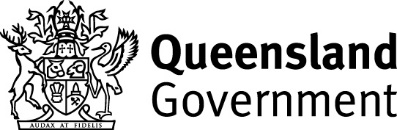 Queensland
Government
AUDAX AT FIDELIS